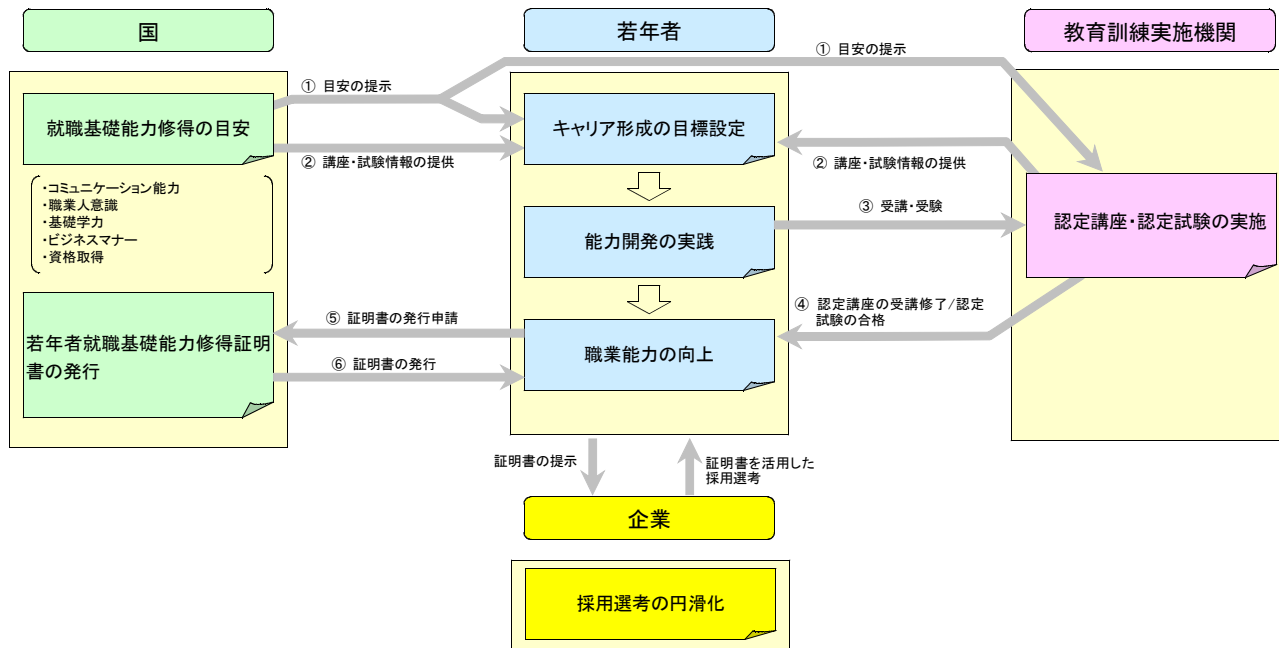 国
若年者
教育訓練実施機関
① 目安の提示
① 目安の提示
就職基礎能力修得の目安
キャリア形成の目標設定
② 講座・試験情報の提供
② 講座・試験情報の提供
・コミュニケーション能力
・職業人意識
・基礎学力
・ビジネスマナー
・資格取得
③ 受講・受験
認定講座・認定試験の実施
能力開発の実践
④ 認定講座の受講修了/認定
試験の合格
⑤ 証明書の発行申請
若年者就職基礎能力修得証明
書の発行
職業能力の向上
⑥ 証明書の発行
証明書の提示
証明書を活用した
採用選考
企業
採用選考の円滑化